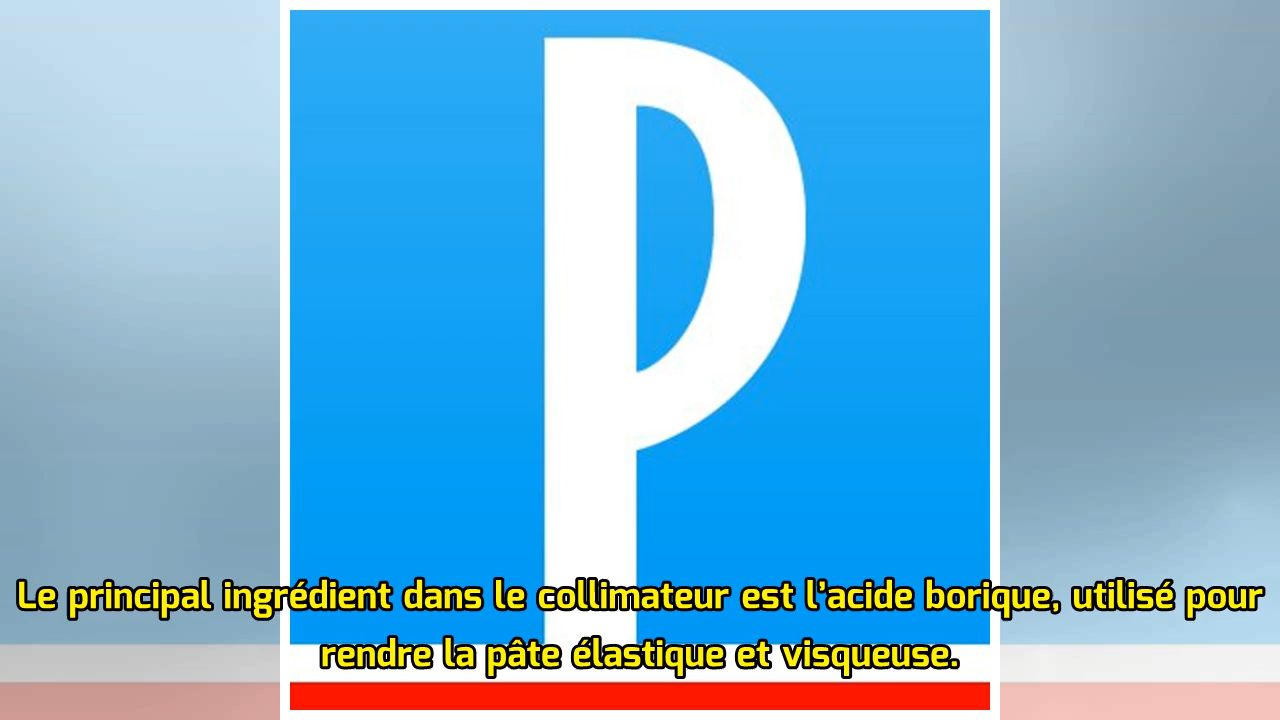 P
Le principal ingrédient dans le collimateur est l’acide borique, utilisé pour
rendre la pâte élastique et visqueuse.